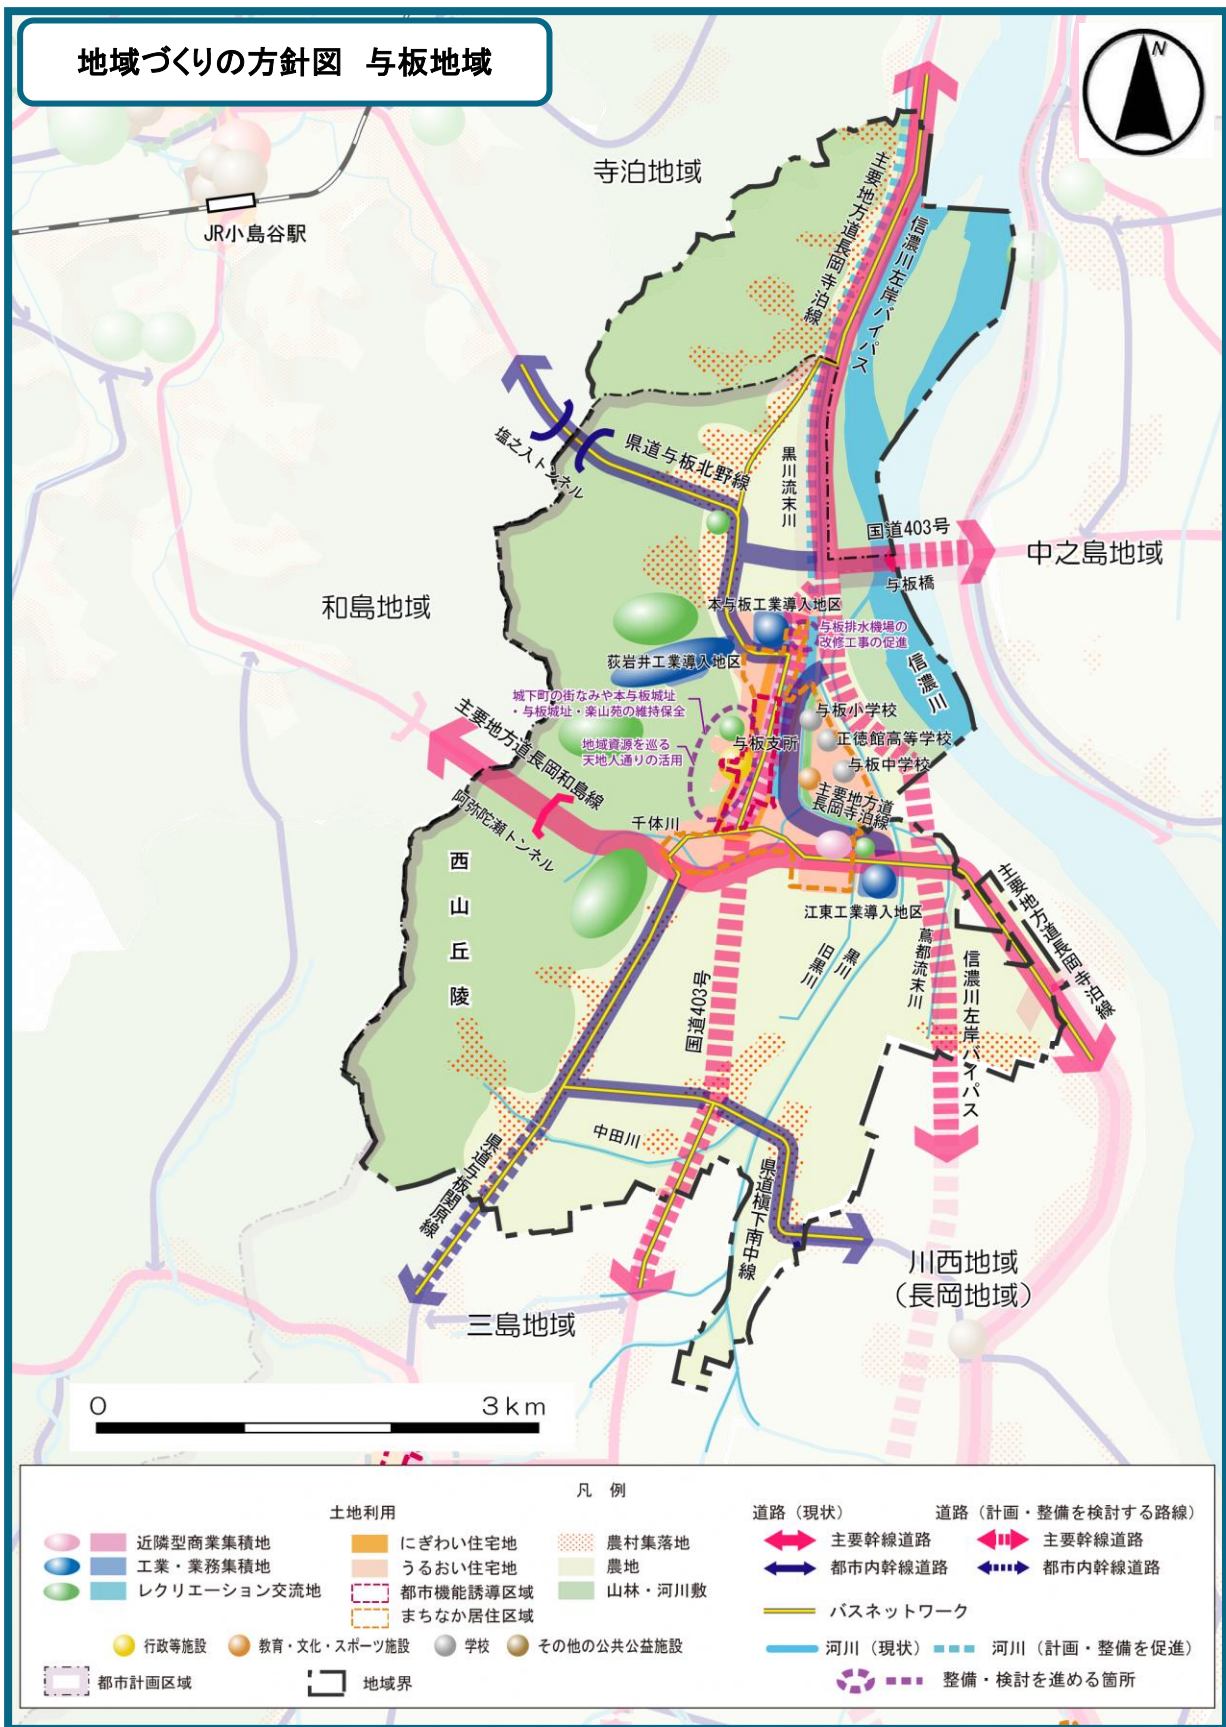 地域づくりの方針図 与板地域
N
寺泊地域
JR小島谷駅
主要地方道長岡寺泊線
信濃川左岸バイパス
塩之入トンネル
県道与板北野線
黒川流末川
国道403号
中之島地域
与板橋
和島地域
本与板工業導入地区
与板排水機場の
改修工事の促進
荻岩井工業導入地区
信濃川
城下町の街なみや本与板城址
・与板城址・楽山苑の維持保全
与板小学校
主要地方道長岡和島線
地域資源を巡る
天地人通りの活用
与板支所
正徳館高等学校
与板中学校
主要地方道
長岡寺泊線
阿弥陀瀬トンネル
千体川
西山丘陵
江東工業導入地区
主要地方道長岡寺泊線
旧黒川
黒川
蔦都流末川
信濃川左岸バイパス
国道403号
中田川
県道与板関原線
県道槇下南中線
川西地域
（長岡地域）
三島地域
0 3km
凡 例
土地利用
道路（現状） 道路（計画・整備を検討する路線）
近隣型商業集積地 にぎわい住宅地 農村集落地 主要幹線道路 主要幹線道路
工業・業務集積地 うるおい住宅地 農地 都市内幹線道路 都市内幹線道路
レクリエーション交流地 都市機能誘導区域 山林・河川敷
まちなか居住区域 バスネットワーク
行政等施設 教育・文化・スポーツ施設 学校 その他の公共公益施設 河川（現状） 河川（計画・整備を促進）
都市計画区域 地域界 整備・検討を進める箇所